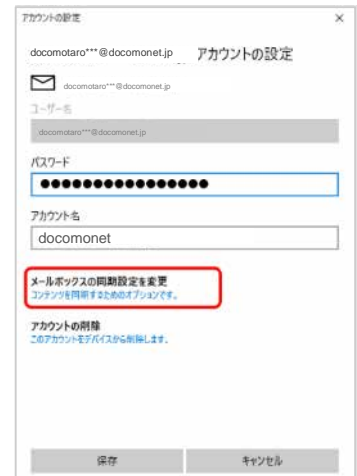 アカウントの設定
docomotaro***@docomonet.jp アカウントの設定
docomotaro***@docomonet.jp
ユーザー名
docomotaro***@docomonet.jp
パスワード
●●●●●●●●●●●●●●●●
アカウント名
docomonet
メールボックスの同期設定を変更
コンテンツを同期するためのオプションです。
アカウントの削除
このアカウントをデバイスから削除します。
保存 キャンセル